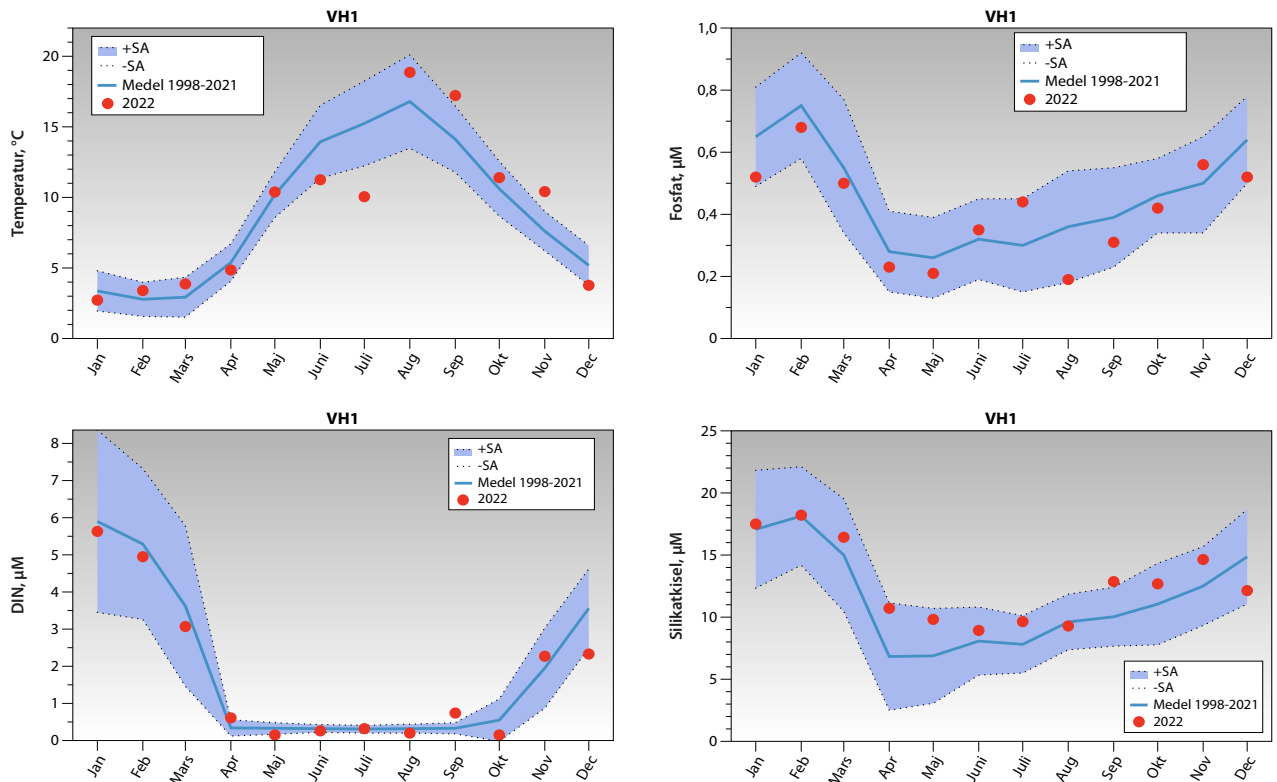 VH1
Temperatur, °C
20
15
10
5
0
+SA
-SA
Medel 1998-2021
2022
Jan Feb Mars Apr Maj Juni Juli Aug Sep Okt Nov Dec
VH1
Fosfat, µM
1,0
0,8
0,6
0,4
0,2
0
+SA
-SA
Medel 1998-2021
2022
Jan Feb Mars Apr Maj Juni Juli Aug Sep Okt Nov Dec
VH1
DIN, µM
8
7
6
5
4
3
2
1
0
+SA
-SA
Medel 1998-2021
2022
Jan Feb Mars Apr Maj Juni Juli Aug Sep Okt Nov Dec
VH1
Silikatkisel, µM
25
20
15
10
5
0
+SA
-SA
Medel 1998-2021
2022
Jan Feb Mars Apr Maj Juni Juli Aug Sep Okt Nov Dec